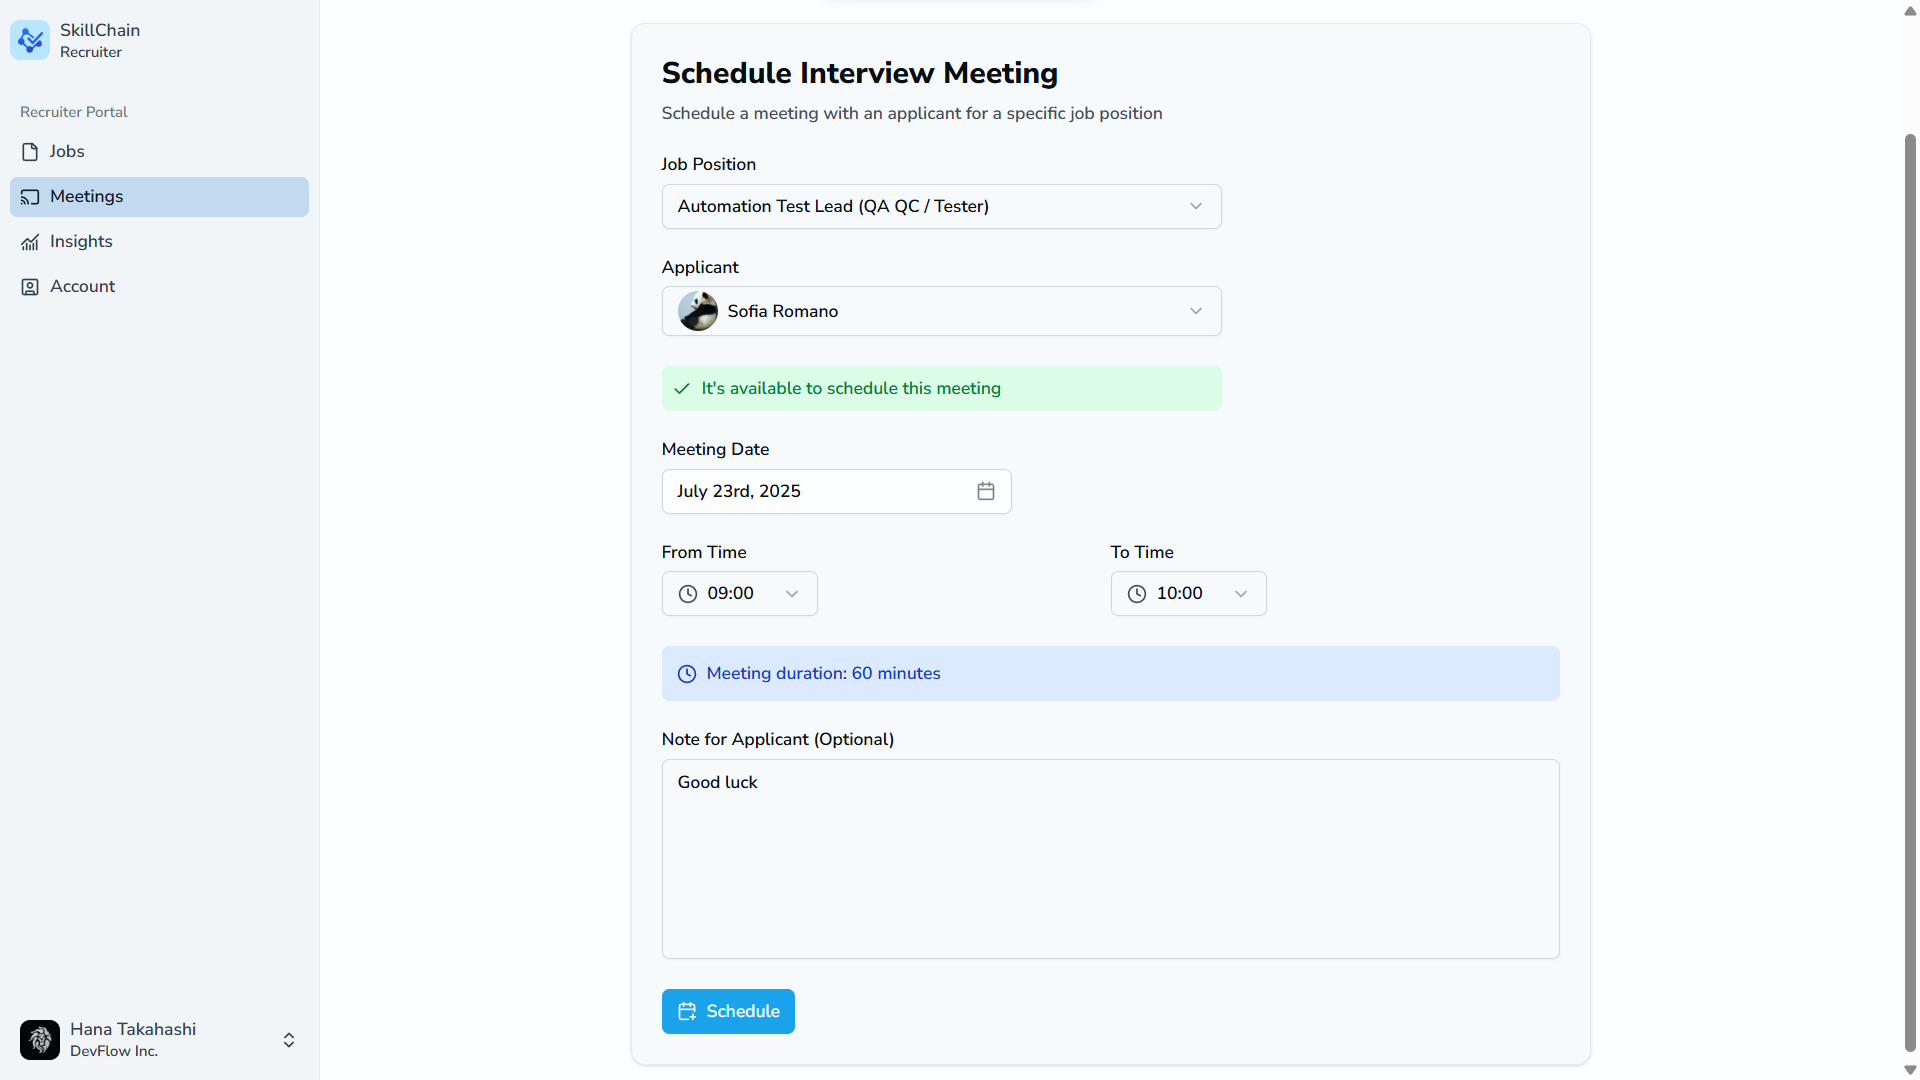 SkillChain
Recruiter
Recruiter Portal
Jobs
Meetings
Insights
Account
Hana Takahashi
DevFlow Inc.
Schedule Interview Meeting
Schedule a meeting with an applicant for a specific job position
Job Position
Automation Test Lead (QA QC / Tester)
Applicant
Sofia Romano
It's available to schedule this meeting
Meeting Date
July 23rd, 2025
From Time
To Time
09:00
10:00
Meeting duration: 60 minutes
Note for Applicant (Optional)
Good luck
Schedule